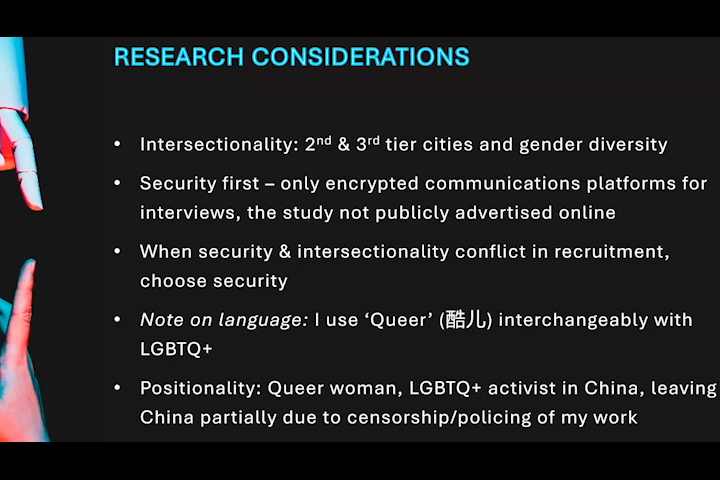 RESEARCH CONSIDERATIONS
• Intersectionality: 2nd & 3rd tier cities and gender diversity
• Security first – only encrypted communications platforms for
interviews, the study not publicly advertised online
• When security & intersectionality conflict in recruitment,
choose security
• Note on language: I use ‘Queer’ (酷儿) interchangeably with
LGBTQ+
• Positionality: Queer woman, LGBTQ+ activist in China, leaving
China partially due to censorship/policing of my work